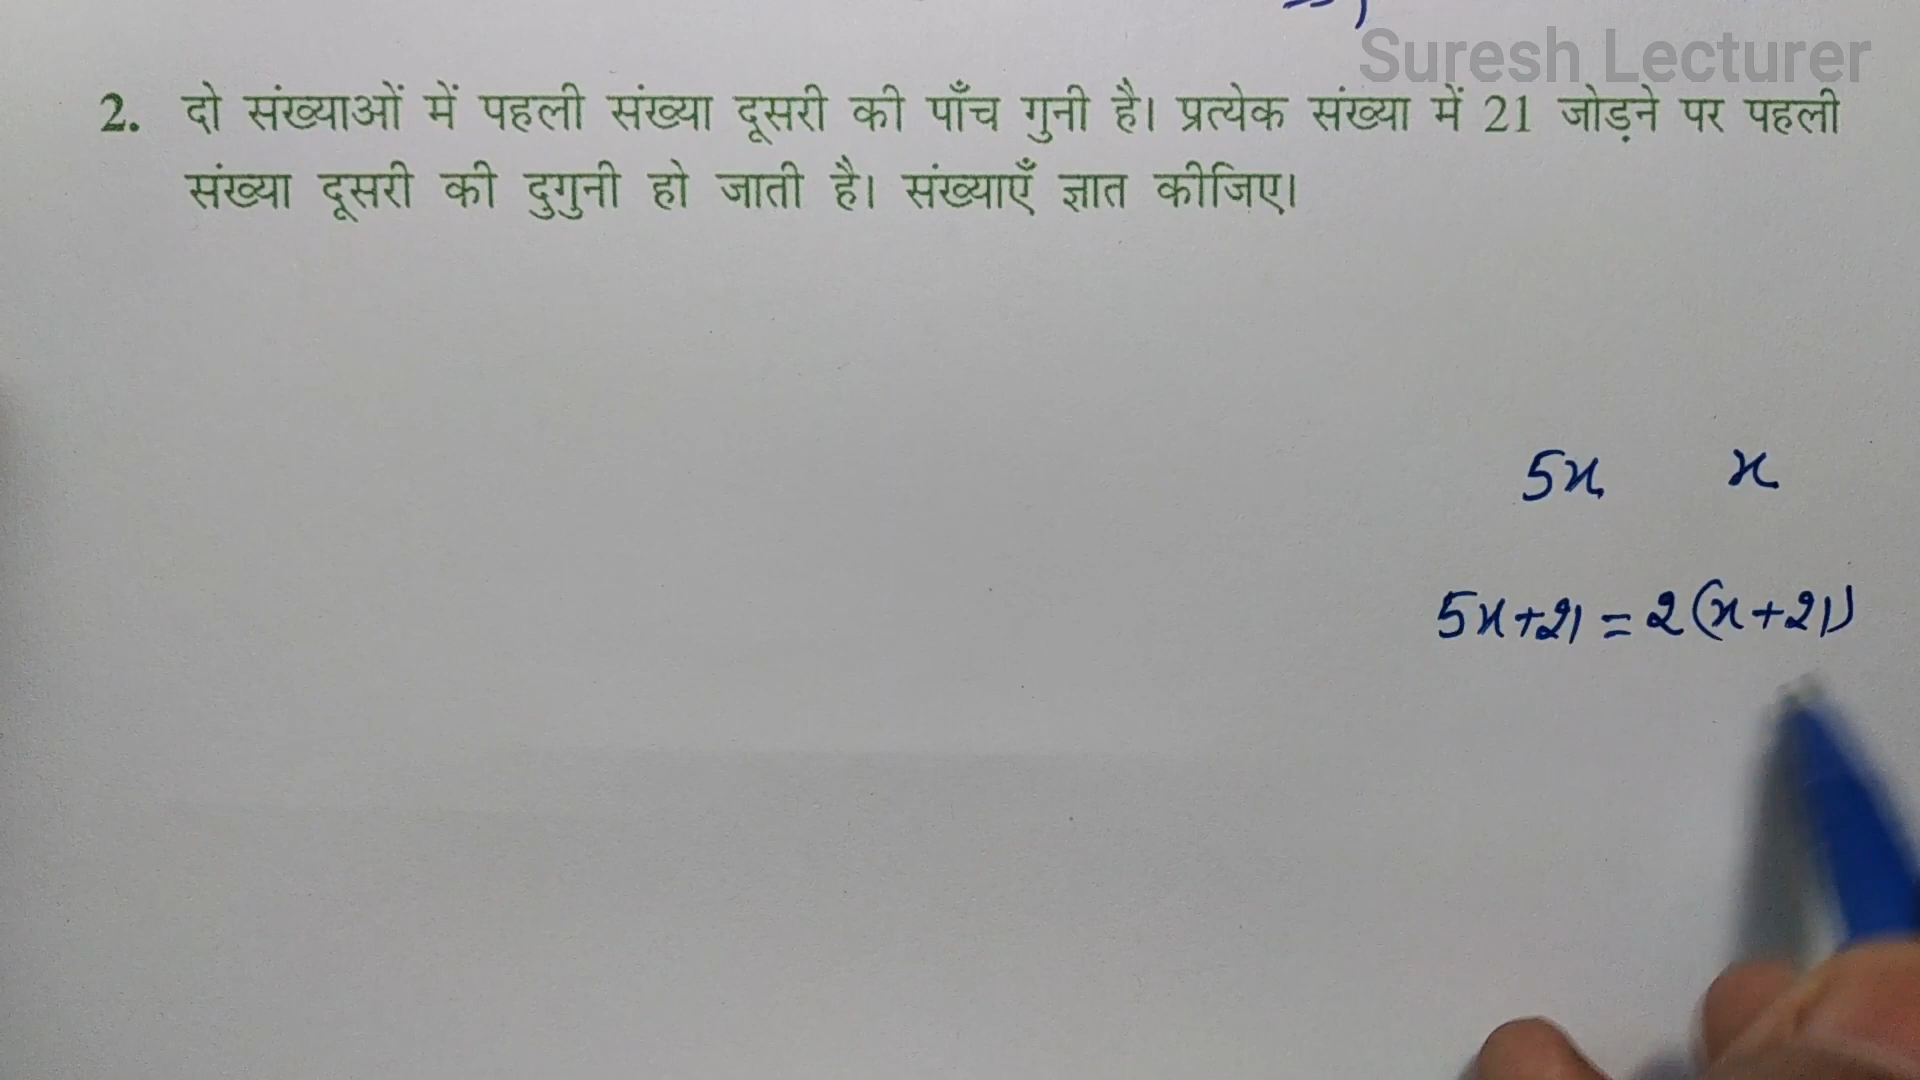 Suresh Lecturer
2. दो संख्याओं में पहली संख्या दूसरी की पाँच गुनी है। प्रत्येक संख्या में 21 जोड़ने पर पहली
संख्या दूसरी की दुगुनी हो जाती है। संख्याएँ ज्ञात कीजिए।
5x x
5x+21=2(x+21)